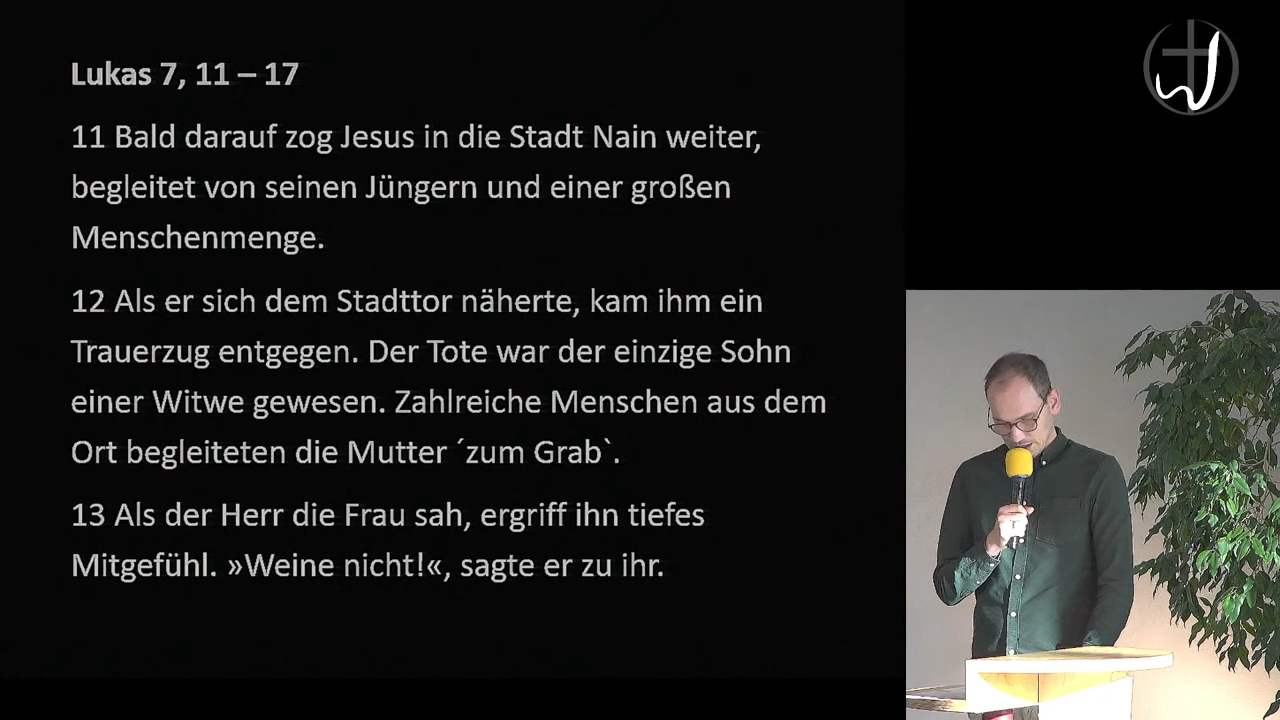 Lukas 7, 11 – 17
11 Bald darauf zog Jesus in die Stadt Nain weiter,
begleitet von seinen Jüngern und einer großen
Menschenmenge.
12 Als er sich dem Stadttor näherte, kam ihm ein
Trauerzug entgegen. Der Tote war der einzige Sohn
einer Witwe gewesen. Zahlreiche Menschen aus dem
Ort begleiteten die Mutter ´zum Grab`.
13 Als der Herr die Frau sah, ergriff ihn tiefes
Mitgefühl. »Weine nicht!«, sagte er zu ihr.